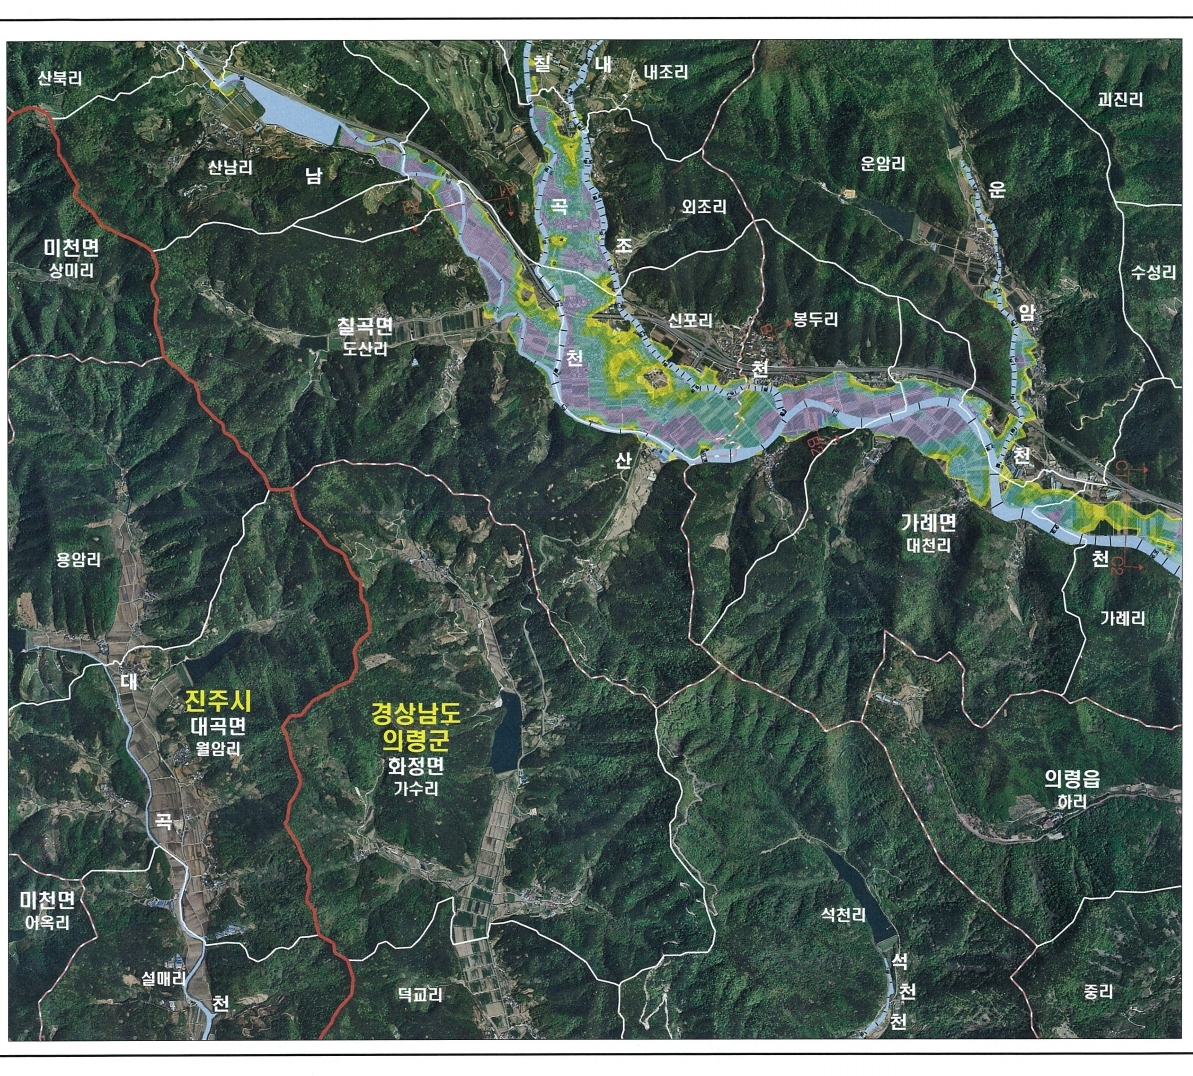 칠
내
내조리
산북리
괴진리
운암리
산남리
남
운
곡
외조리
조
미천면
상미리
수성리
암
칠곡면
도산리
신포리
봉두리
천
천
산
천
가례면
대천리
천
용암리
가례리
대
진주시
대곡면
월암리
경상남도
의령군
화정면
가수리
의령읍
하리
곡
미천면
어옥리
석천리
석
설매리
천
덕교리
천
중리
천